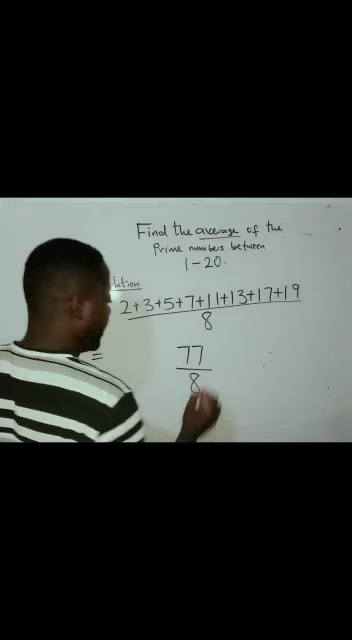 Find the average of the
Prime numbers between
1 - 20.
lution
2+3+5+7+11+13+17+19
8
=
77
8